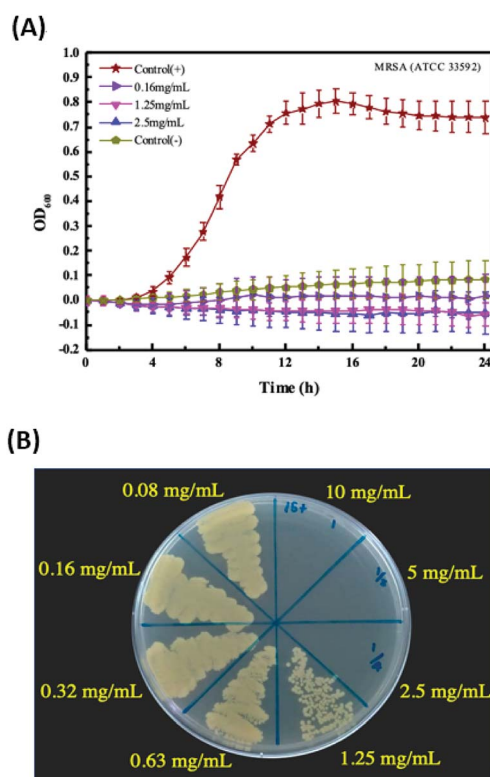 (A)
1.0
0.9
0.8
0.7
0.6
0.5
0.4
0.3
0.2
0.1
0.0
-0.1
-0.2
OD600
Control(+)
0.16mg/mL
1.25mg/mL
2.5mg/mL
Control(-)
MRSA (ATCC 33592)
0 4 8 12 16 20 24
Time (h)
(B)
0.08 mg/mL 10 mg/mL
0.16 mg/mL 5 mg/mL
0.32 mg/mL 2.5 mg/mL
0.63 mg/mL 1.25 mg/mL